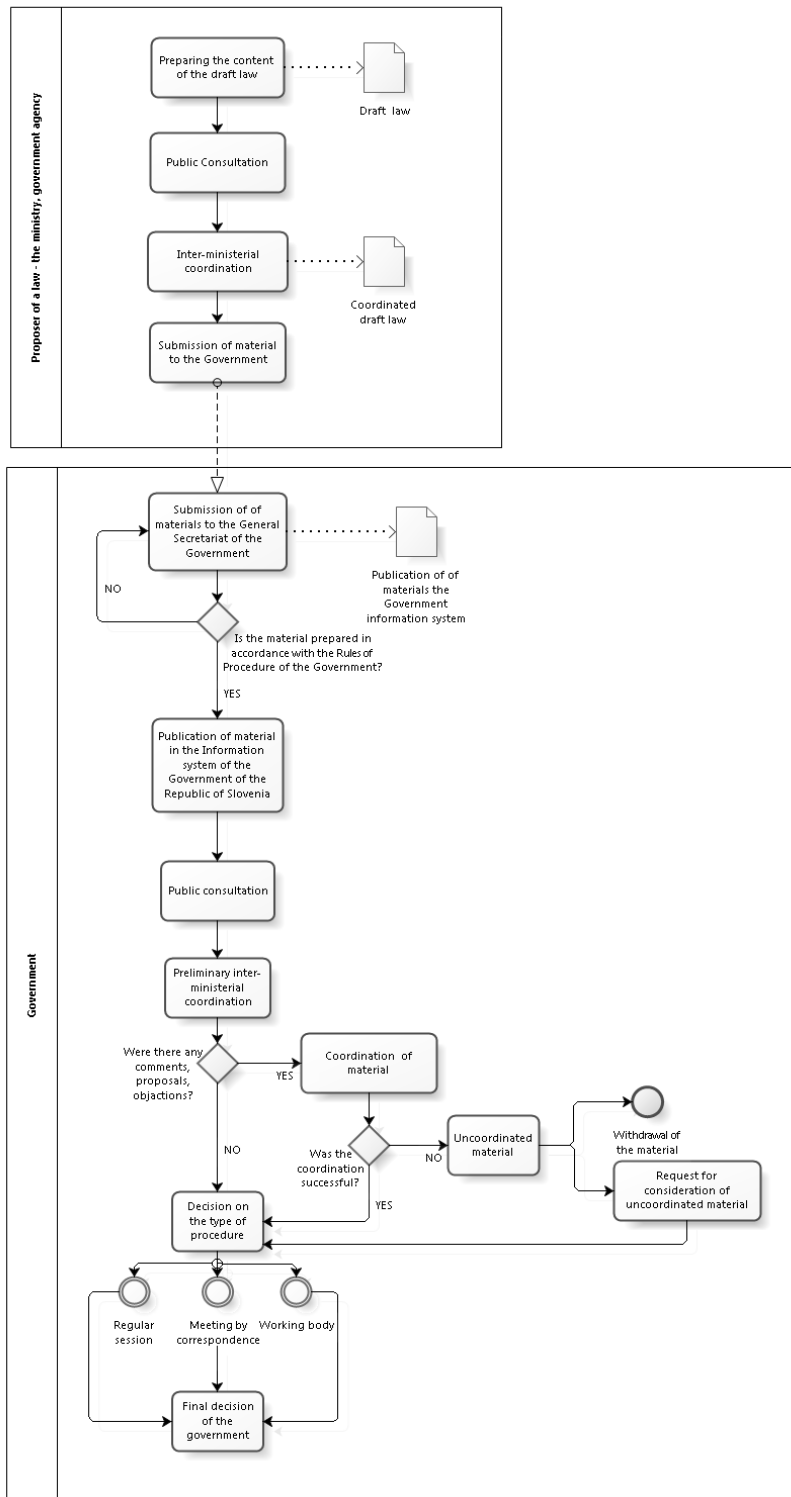 Proposer of a law - the ministry, government agency
Preparing the content
of the draft law
Draft law
Public Consultation
Inter-ministerial
coordination
Coordinated
draft law
Submission of material
to the Government
Government
Submission of of
materials to the General
Secretariat of the
Government
Publication of of
materials the
Government
information system
NO
Is the material prepared in
accordance with the Rules of
Procedure of the Government?
YES
Publication of material
in the Information
system of the
Government of the
Republic of Slovenia
Public consultation
Preliminary inter-
ministerial
coordination
Were there any
comments,
proposals,
objactions?
YES
Coordination of
material
NO
Was the
coordination
successful?
NO
Uncoordinated
material
Withdrawal of
the material
Request for
consideration of
uncoordinated material
YES
Decision on
the type of
procedure
Regular
session
Meeting by
correspondence
Working body
Final decision
of the
government